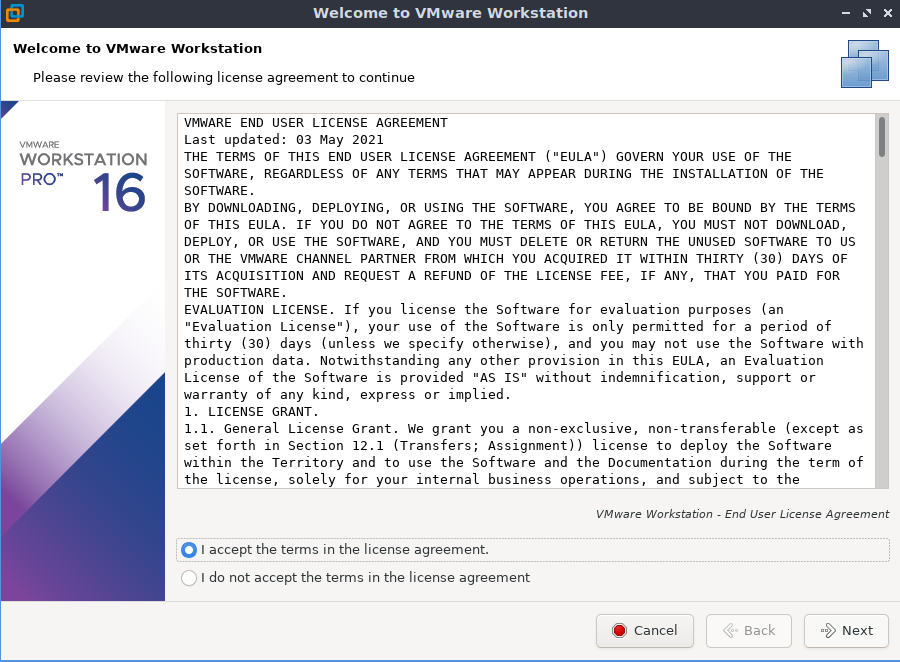 Welcome to VMware Workstation
Welcome to VMware Workstation
Please review the following license agreement to continue
VMWARE
WORKSTATION
PRO™ 16
VMWARE END USER LICENSE AGREEMENT
Last updated: 03 May 2021
THE TERMS OF THIS END USER LICENSE AGREEMENT ("EULA") GOVERN YOUR USE OF THE
SOFTWARE, REGARDLESS OF ANY TERMS THAT MAY APPEAR DURING THE INSTALLATION OF THE
SOFTWARE.
BY DOWNLOADING, DEPLOYING, OR USING THE SOFTWARE, YOU AGREE TO BE BOUND BY THE TERMS
OF THIS EULA. IF YOU DO NOT AGREE TO THE TERMS OF THIS EULA, YOU MUST NOT DOWNLOAD,
DEPLOY, OR USE THE SOFTWARE, AND YOU MUST DELETE OR RETURN THE UNUSED SOFTWARE TO US
OR THE VMWARE CHANNEL PARTNER FROM WHICH YOU ACQUIRED IT WITHIN THIRTY (30) DAYS OF
ITS ACQUISITION AND REQUEST A REFUND OF THE LICENSE FEE, IF ANY, THAT YOU PAID FOR
THE SOFTWARE.
EVALUATION LICENSE. If you license the Software for evaluation purposes (an
"Evaluation License"), your use of the Software is only permitted for a period of
thirty (30) days (unless we specify otherwise), and you may not use the Software with
production data. Notwithstanding any other provision in this EULA, an Evaluation
License of the Software is provided "AS IS" without indemnification, support or
warranty of any kind, express or implied.
1. LICENSE GRANT.
1.1. General License Grant. We grant you a non-exclusive, non-transferable (except as
set forth in Section 12.1 (Transfers; Assignment)) license to deploy the Software
within the Territory and to use the Software and the Documentation during the term of
the license, solely for your internal business operations, and subject to the
VMware Workstation - End User License Agreement
I accept the terms in the license agreement.
I do not accept the terms in the license agreement
Cancel
Back
Next